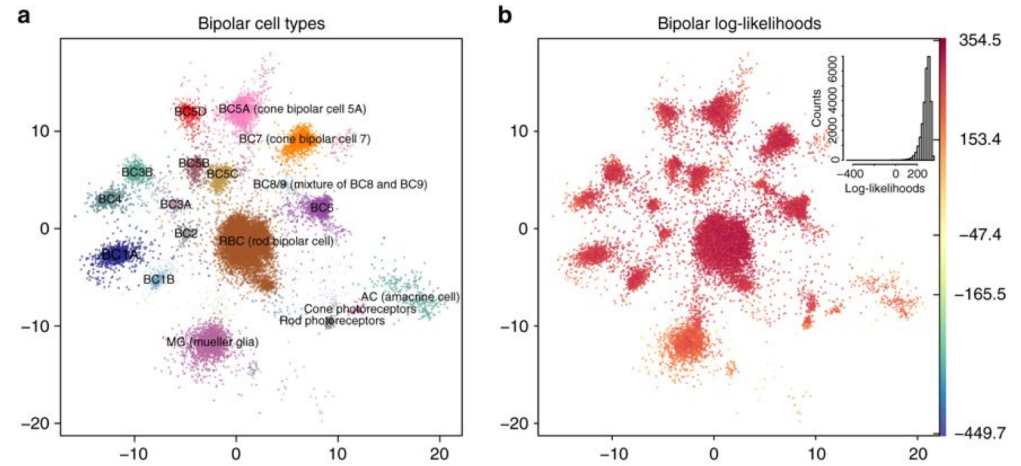 a
Bipolar cell types
BC5D
BC5A (cone bipolar cell 5A)
BC7 (cone bipolar cell 7)
BC5B
BC3B
BC5C
BC8/9 (mixture of BC8 and BC9)
BC4
BC3A
BC6
BC2
RBC (rod bipolar cell)
BC1A
BC1B
AC (amacrine cell)
Cone photoreceptors
Rod photoreceptors
MG (mueller glia)
10
0
−10
−20
−10 0 10 20
b
Bipolar log-likelihoods
10
0
−10
−20
−10 0 10 20
Counts
6000
4000
2000
0
−400 0 200
Log-likelihoods
354.5
153.4
−47.4
−165.5
−449.7